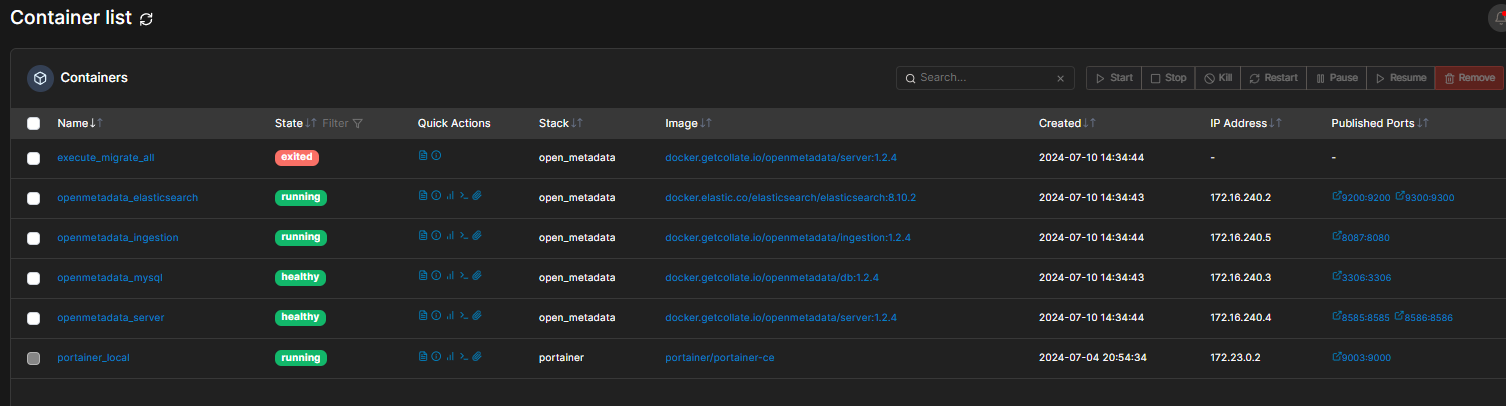 Container list
Containers
Search...
Start Stop Kill Restart Pause Resume Remove
Name State Filter Quick Actions Stack Image Created IP Address Published Ports
execute_migrate_all exited open_metadata docker.getcollate.io/openmetadata/server:1.2.4 2024-07-10 14:34:44 - -
openmetadata_elasticsearch running open_metadata docker.elastic.co/elasticsearch/elasticsearch:8.10.2 2024-07-10 14:34:43 172.16.240.2 9200:9200 9300:9300
openmetadata_ingestion running open_metadata docker.getcollate.io/openmetadata/ingestion:1.2.4 2024-07-10 14:34:44 172.16.240.5 8087:8080
openmetadata_mysql healthy open_metadata docker.getcollate.io/openmetadata/db:1.2.4 2024-07-10 14:34:43 172.16.240.3 3306:3306
openmetadata_server healthy open_metadata docker.getcollate.io/openmetadata/server:1.2.4 2024-07-10 14:34:44 172.16.240.4 8585:8585 8586:8586
portainer_local running portainer portainer/portainer-ce 2024-07-04 20:54:34 172.23.0.2 9003:9000